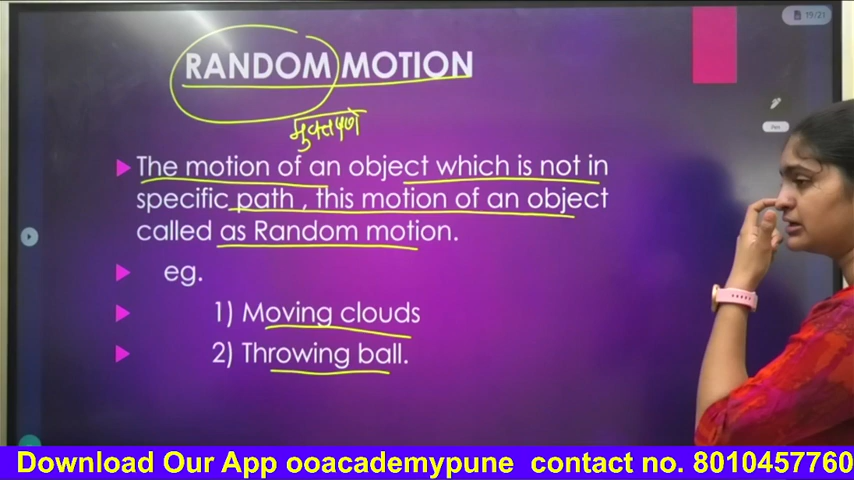 19/21
RANDOM MOTION
मुक्तपणे
Pen
The motion of an object which is not in
specific path , this motion of an object
called as Random motion.
eg.
1) Moving clouds
2) Throwing ball.
Download Our App ooacademypune contact no. 8010457760